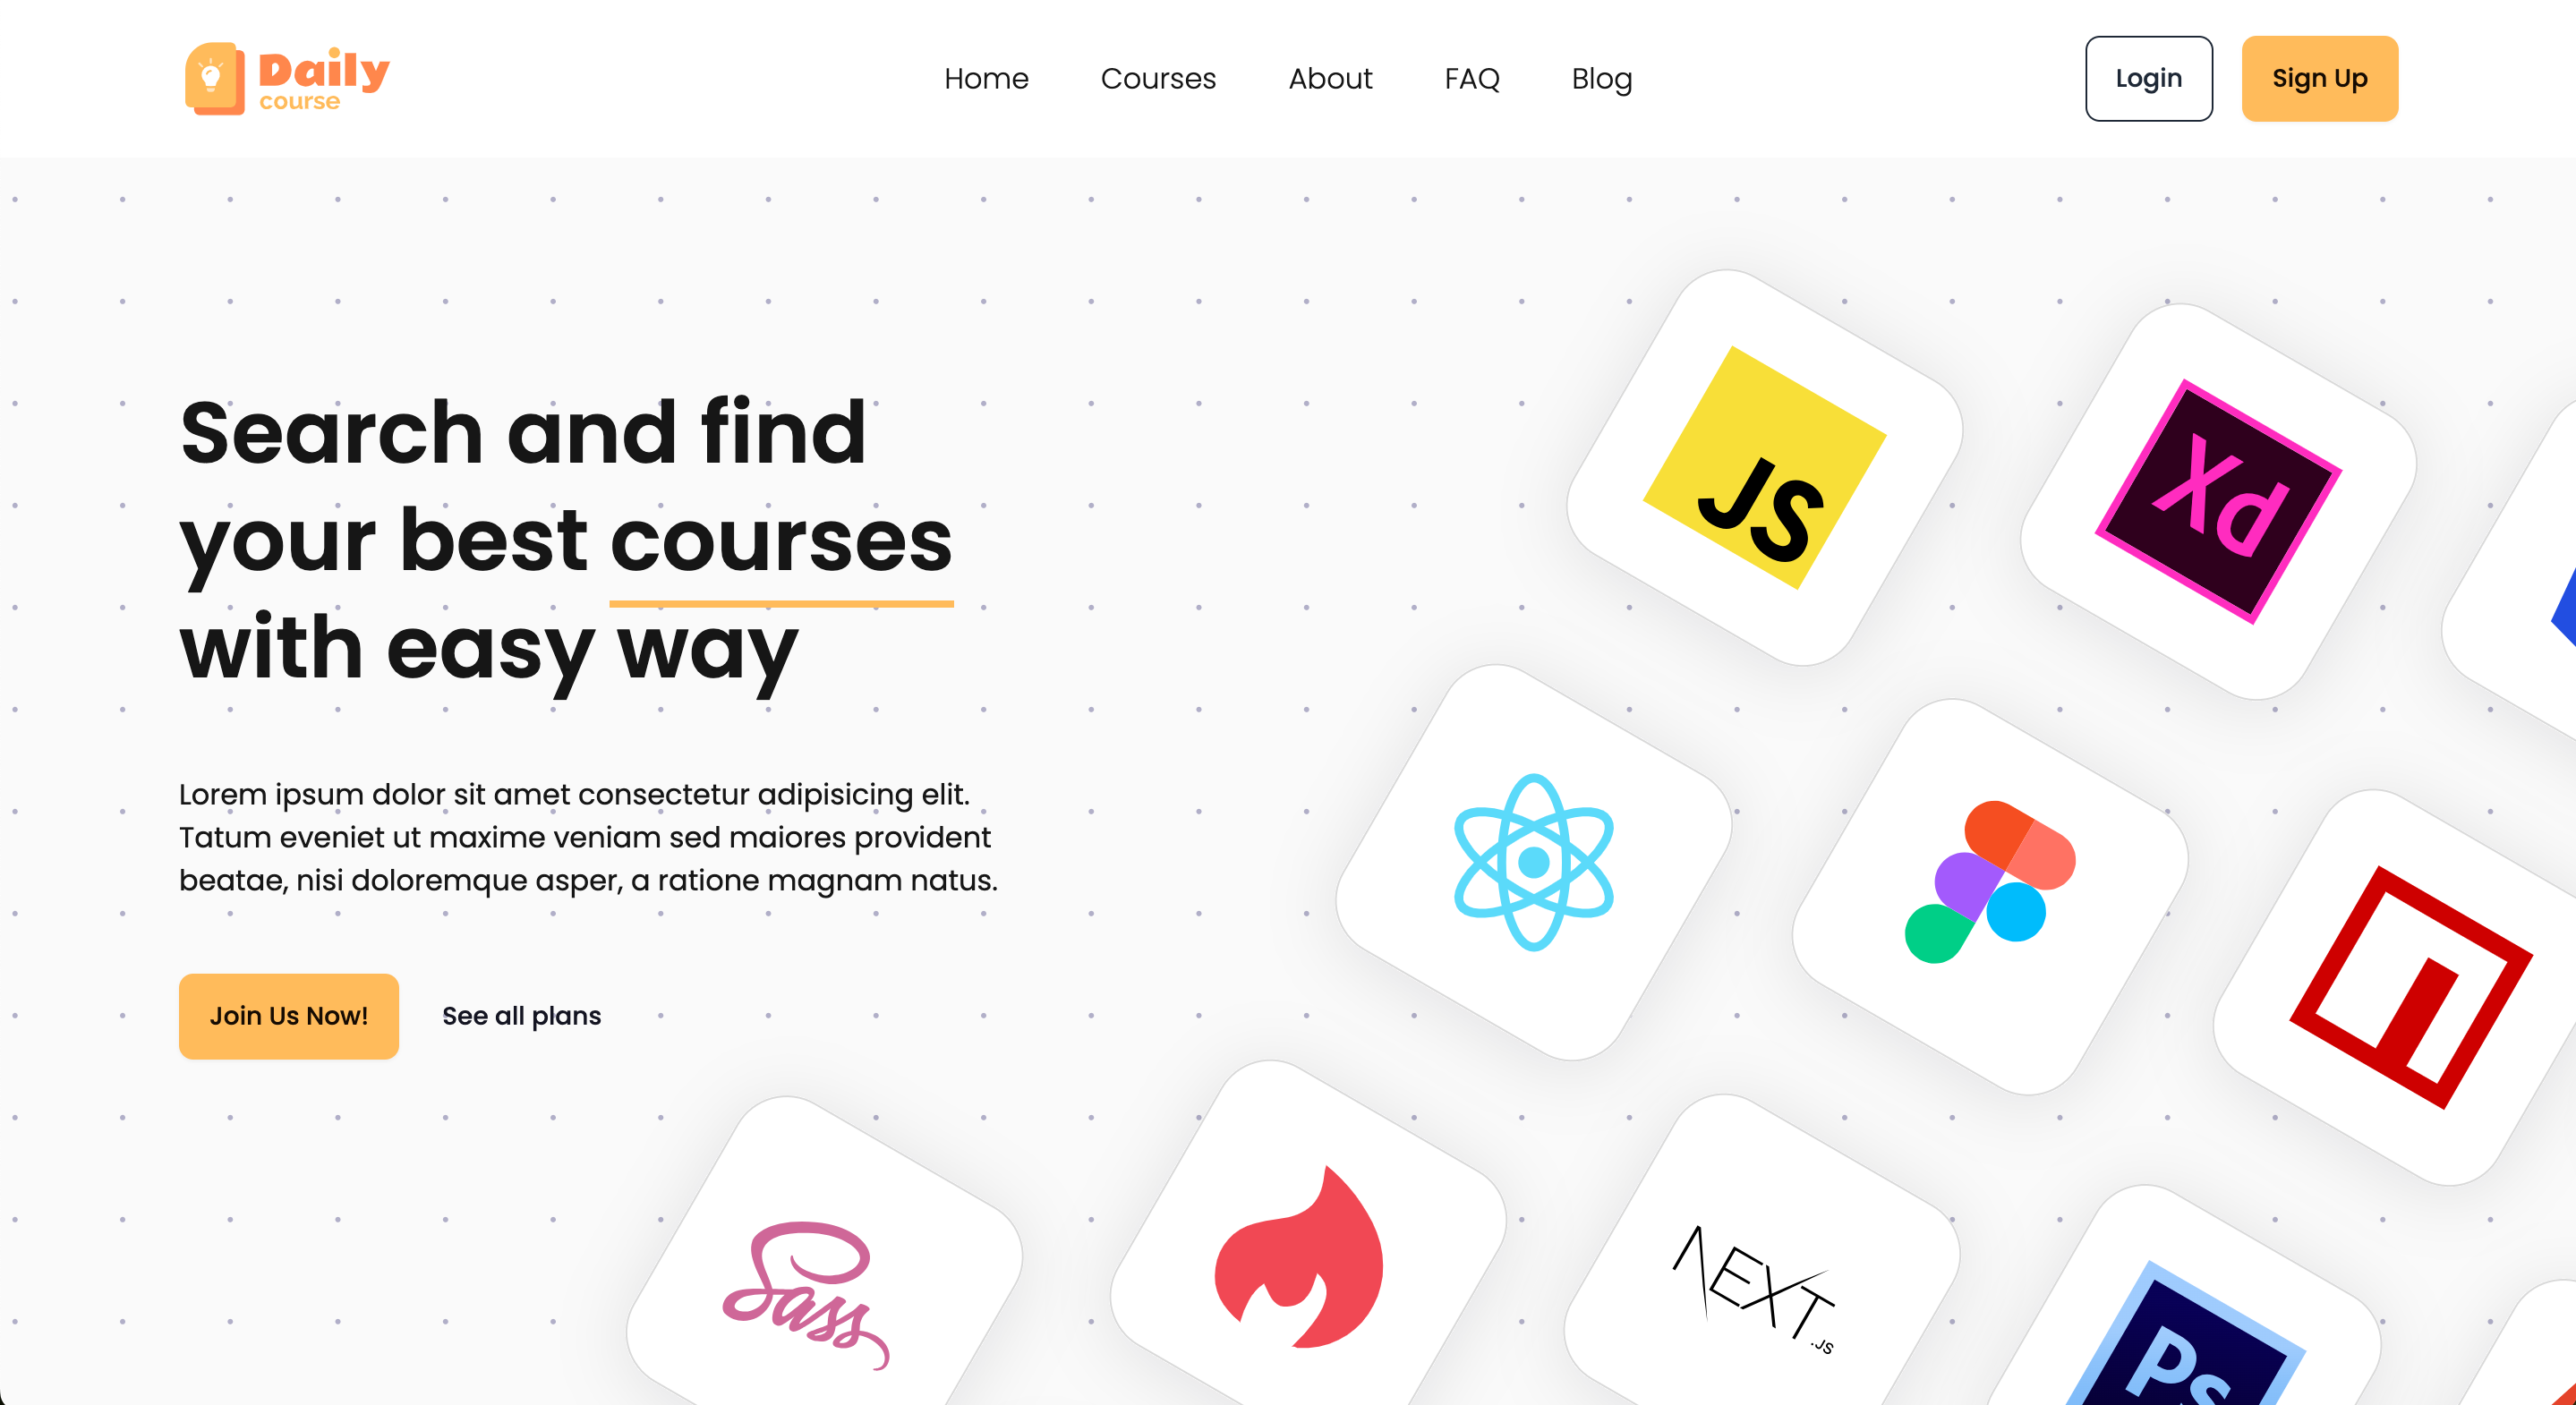 Daily
course
Home
Courses
About
FAQ
Blog
Login
Sign Up
Search and find
your best courses
with easy way
Lorem ipsum dolor sit amet consectetur adipisicing elit.
Tatum eveniet ut maxime veniam sed maiores provident
beatae, nisi doloremque asper, a ratione magnam natus.
Join Us Now!
See all plans
JS
Xd
Sass
NEXT
.JS
Ps